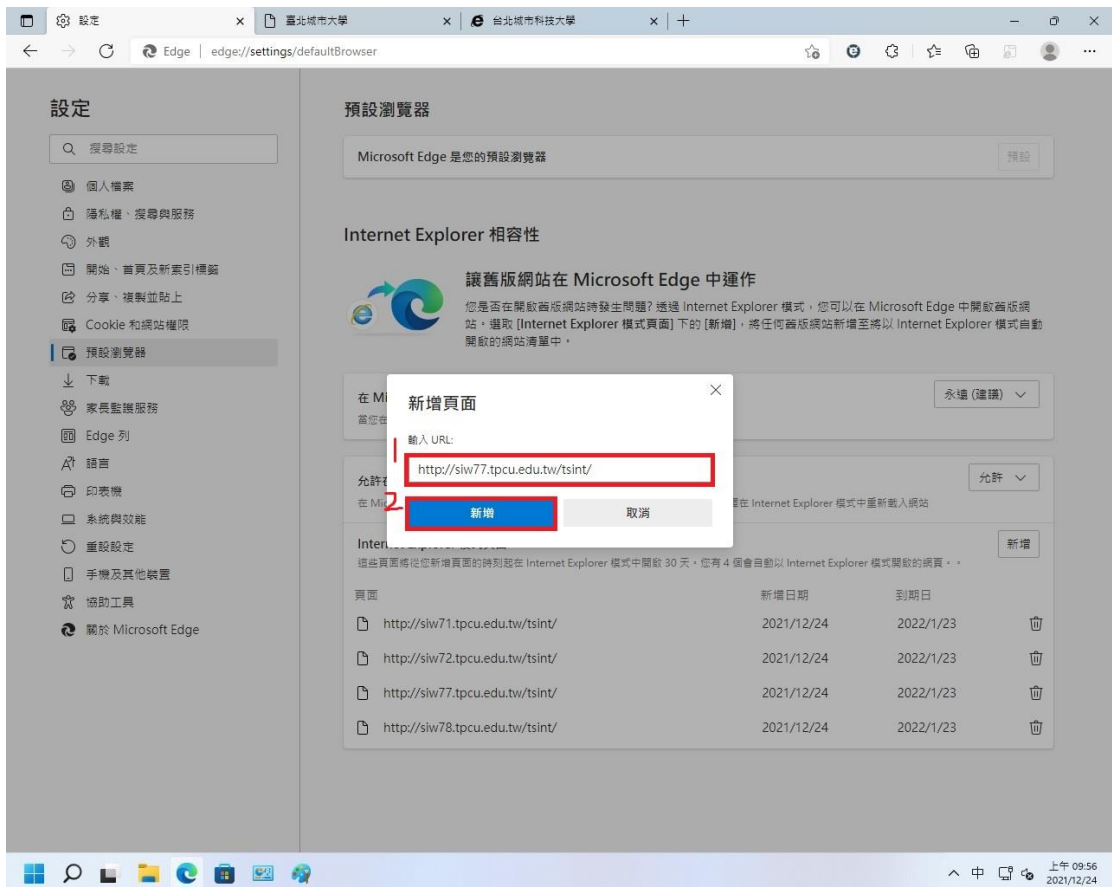 設定
臺北城市大學
台北城市科技大學
Edge | edge://settings/defaultBrowser
設定
搜尋設定
個人檔案
隱私權、搜尋與服務
外觀
開始、首頁及新索引標籤
分享、複製並貼上
Cookie 和網站權限
預設瀏覽器
下載
家長監護服務
Edge 列
語言
印表機
系統與效能
重設設定
手機及其他裝置
協助工具
關於 Microsoft Edge
預設瀏覽器
Microsoft Edge 是您的預設瀏覽器
預設
Internet Explorer 相容性
讓舊版網站在 Microsoft Edge 中運作
您是否在開啟舊版網站時發生問題? 透過 Internet Explorer 模式，您可以在 Microsoft Edge 中開啟舊版網
站。選取 [Internet Explorer 模式頁面] 下的 [新增]，將任何舊版網站新增至將以 Internet Explorer 模式自動
開啟的網站清單中。
在 Mi
永遠 (建議)
當您在
新增頁面
1
輸入 URL:
http://siw77.tpcu.edu.tw/tsint/
2
新增
取消
允許在
允許
在 Mic
在 Internet Explorer 模式中重新載入網站
新增
這些頁面將從您新增頁面的時刻起在 Internet Explorer 模式中開啟 30 天。您有 4 個會自動以 Internet Explorer 模式開啟的網頁。。
頁面 新增日期 到期日
http://siw71.tpcu.edu.tw/tsint/ 2021/12/24 2022/1/23
http://siw72.tpcu.edu.tw/tsint/ 2021/12/24 2022/1/23
http://siw77.tpcu.edu.tw/tsint/ 2021/12/24 2022/1/23
http://siw78.tpcu.edu.tw/tsint/ 2021/12/24 2022/1/23
中
上午 09:56
2021/12/24